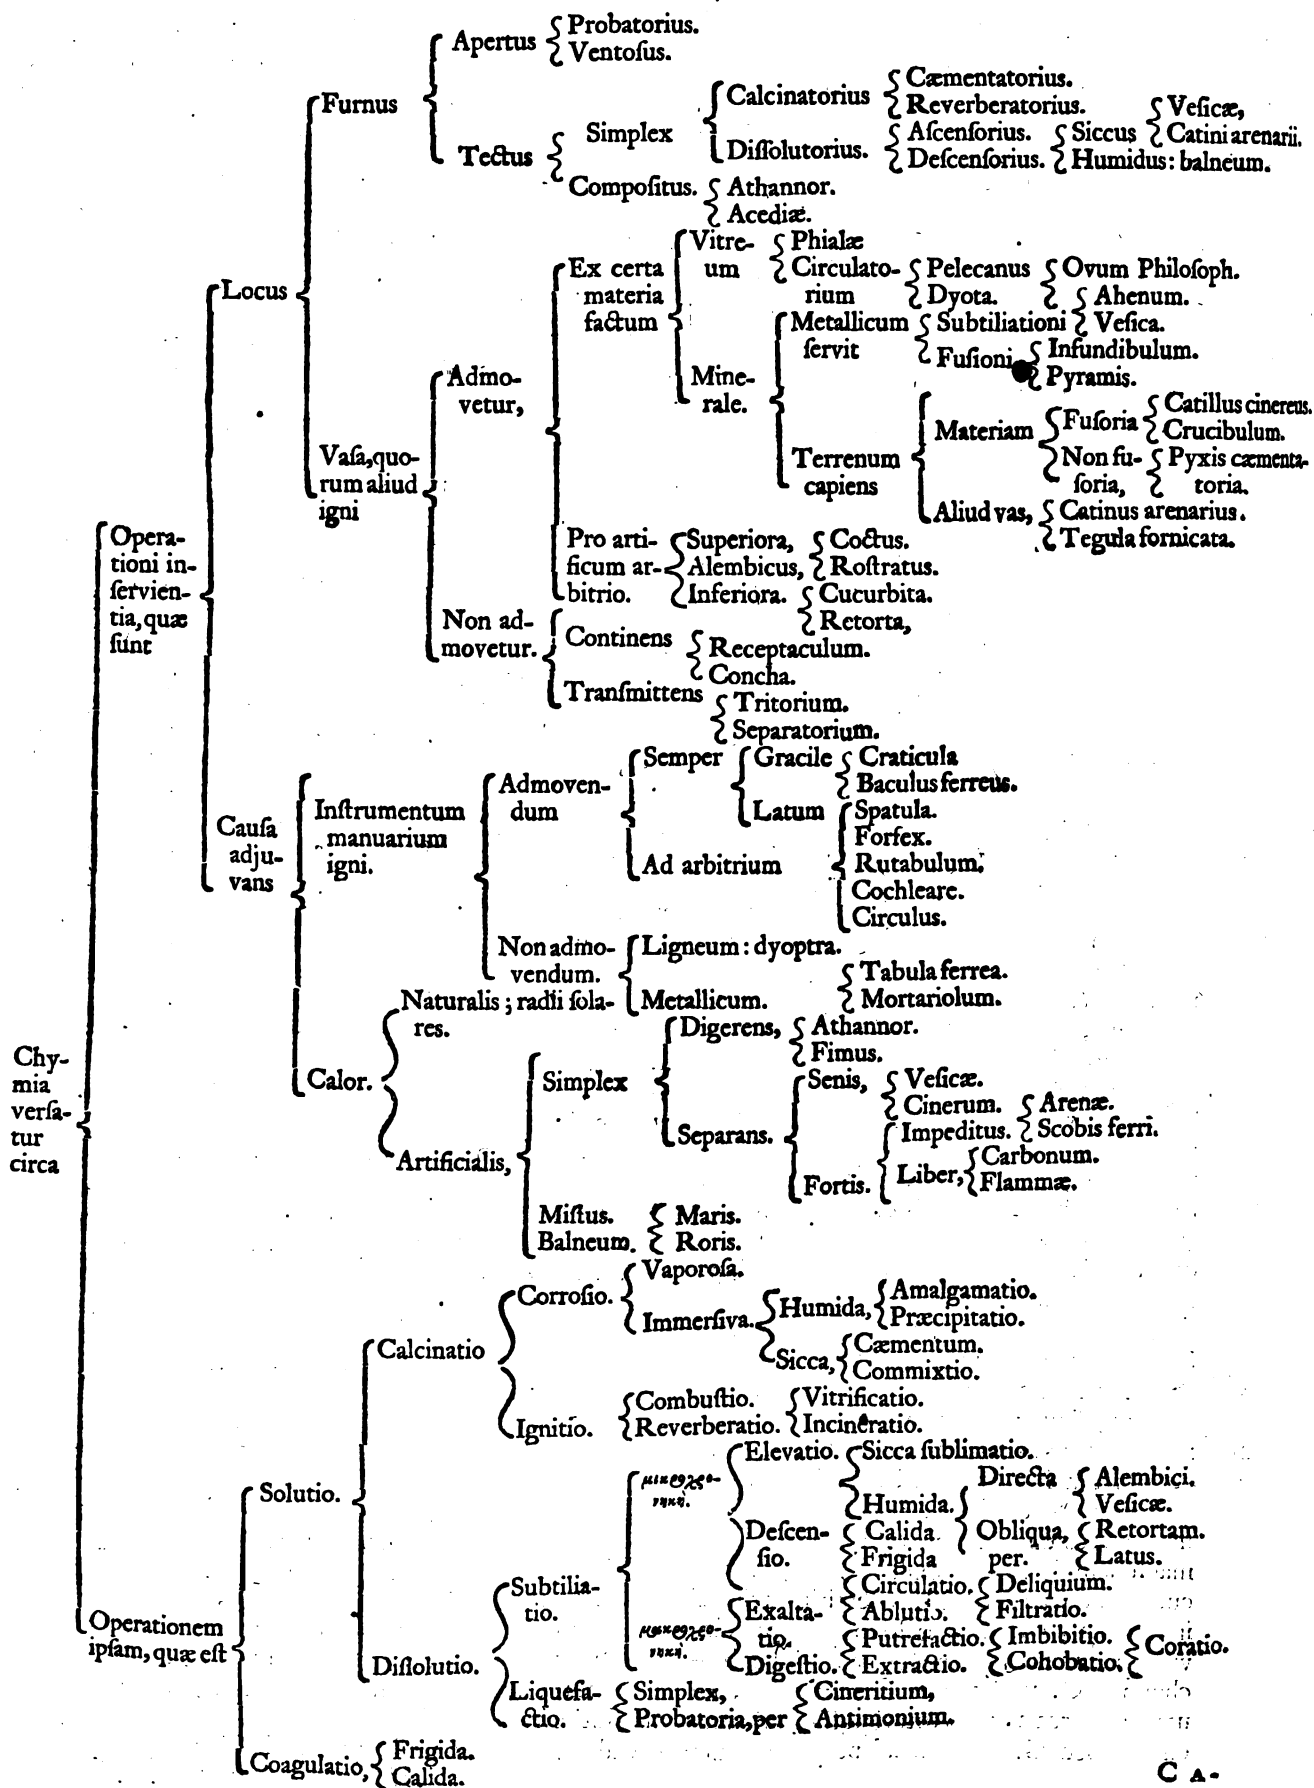 Probatorius.
Apertus
Ventoſus.
Cæmentatorius.
Furnus
Calcinatorius
Reverberatorius.
Veſicæ,
Simplex
Aſcenſorius.
Siccus
Catini arenarii.
Tectus
Diſſolutorius.
Deſcenſorius.
Humidus: balneum.
Compoſitus.
Athannor.
Acediæ.
Vitre-
um
Phialæ
Ex certa
materia
factum
Circulato-
rium
Pelecanus
Dyota.
Ovum Philoſoph.
Locus
Ahenum.
Metallicum
ſervit
Subtiliationi
Veſica.
Fuſioni
Infundibulum.
Pyramis.
Admo-
vetur,
Mine-
rale.
Catillus cinereus.
Materiam
Fuſoria
Crucibulum.
Vaſa, quo-
rum aliud
igni
Terrenum
capiens
Non fu-
ſoria,
Pyxis cæmenta-
toria.
Aliud vas,
Catinus arenarius.
Tegula fornicata.
Opera-
tioni in-
ſervien-
tia, quæ
ſunt
Pro arti-
ficum ar-
bitrio.
Superiora,
Alembicus,
Inferiora.
Coctus.
Roſtratus.
Cucurbita.
Retorta,
Non ad-
movetur.
Continens
Receptaculum.
Concha.
Tranſmittens
Tritorium.
Separatorium.
Semper
Gracile
Craticula
Baculus ferreus.
Admoven-
dum
Latum
Spatula.
Forfex.
Rutabulum.
Cochleare.
Circulus.
Ad arbitrium
Cauſa
adju-
vans
Inſtrumentum
manuarium
igni.
Non admo-
vendum.
Ligneum: dyoptra.
Metallicum.
Tabula ferrea.
Mortariolum.
Naturalis; radii ſola-
res.
Digerens,
Athannor.
Fimus.
Chy-
mia
verſa-
tur
circa
Calor.
Simplex
Senis,
Veſicæ.
Cinerum.
Arenæ.
Separans.
Impeditus.
Scobis ferri.
Artificialis,
Fortis.
Liber,
Carbonum.
Flammæ.
Miſtus.
Maris.
Balneum.
Roris.
Vaporoſa.
Corroſio.
Immerſiva.
Humida,
Amalgamatio.
Præcipitatio.
Calcinatio
Sicca,
Cæmentum.
Commixtio.
Ignitio.
Combuſtio.
Reverberatio.
Vitrificatio.
Incineratio.
Elevatio.
Sicca ſublimatio.
Solutio.
Directa
Alembici.
Humida.
Veſicæ.
Deſcen-
ſio.
Calida.
Obliqua,
per.
Retortam.
Frigida
Latus.
Subtilia-
tio.
Circulatio.
Deliquium.
Operationem
ipſam, quæ eſt
Exalta-
tio.
Ablutio.
Filtratio.
Putrefactio.
Imbibitio.
Coratio.
Diſſolutio.
Digeſtio.
Extractio.
Cohobatio.
Liquefa-
ctio.
Simplex,
Cineritium,
Probatoria, per
Antimonium.
Coagulatio,
Frigida.
Calida.
CA-